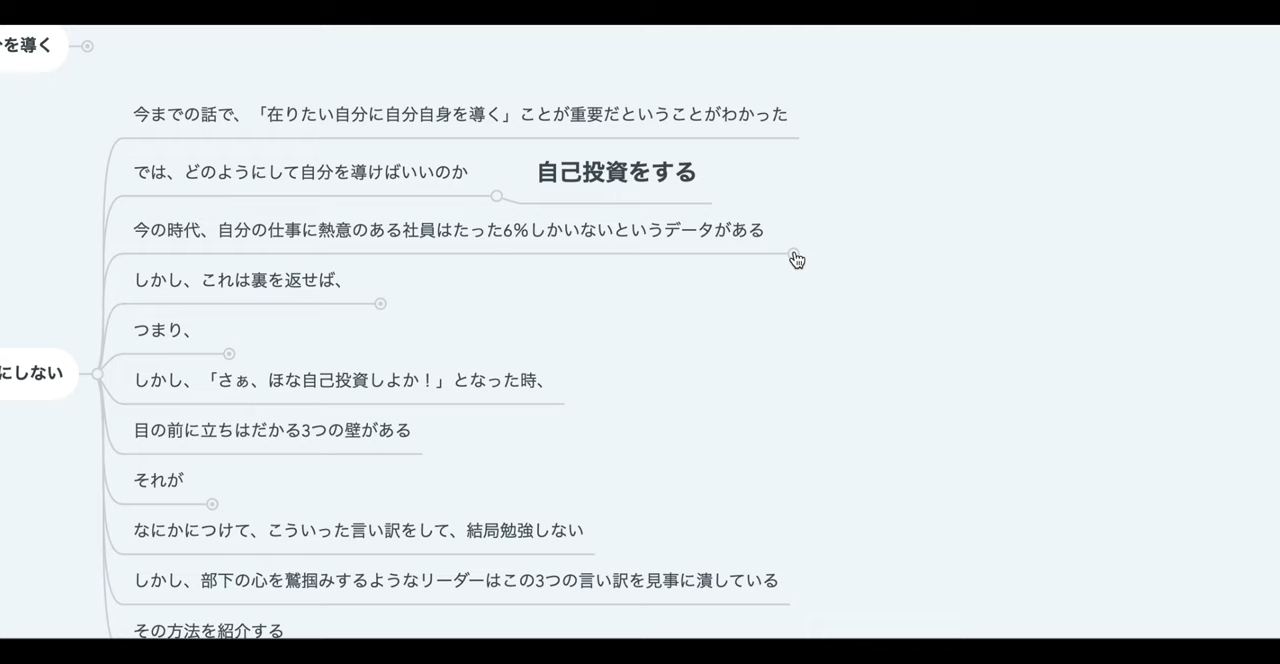 を導く
今までの話で、「在りたい自分に自分自身を導く」ことが重要だということがわかった
では、どのようにして自分を導けばいいのか
自己投資をする
今の時代、自分の仕事に熱意のある社員はたった6%しかいないというデータがある
しかし、これは裏を返せば、
つまり、
にしない
しかし、「さぁ、ほな自己投資しよか！」となった時、
目の前に立ちはだかる3つの壁がある
それが
なにかにつけて、こういった言い訳をして、結局勉強しない
しかし、部下の心を鷲掴みするようなリーダーはこの3つの言い訳を見事に潰している
その方法を紹介する